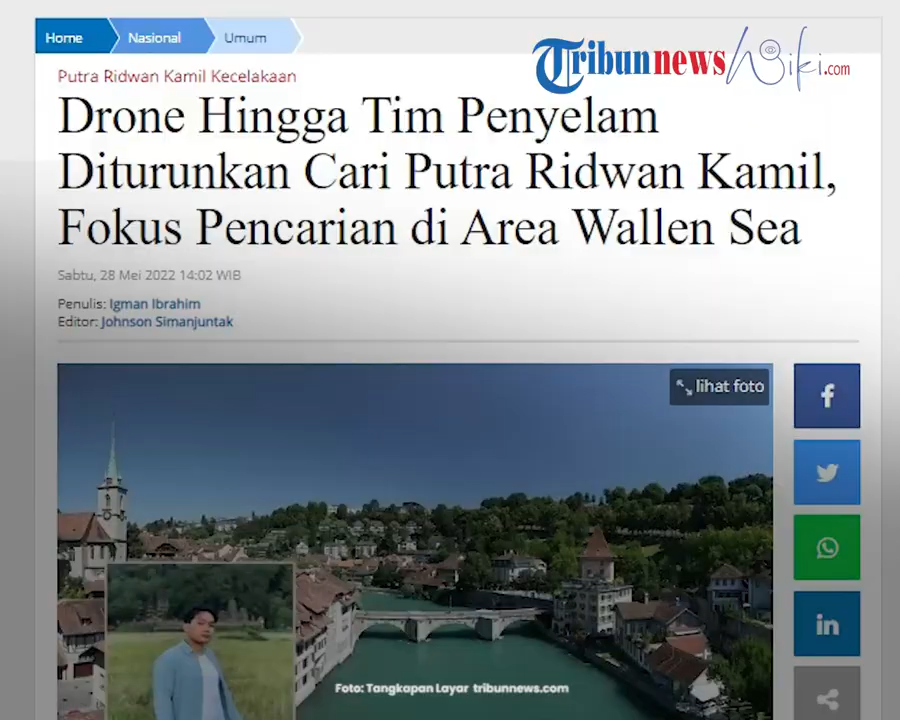 Home
Nasional
Umum
Tribunnews Wiki.com
Putra Ridwan Kamil Kecelakaan
Drone Hingga Tim Penyelam
Diturunkan Cari Putra Ridwan Kamil,
Fokus Pencarian di Area Wallen Sea
Sabtu, 28 Mei 2022 14:02 WIB
Penulis: Igman Ibrahim
Editor: Johnson Simanjuntak
lihat foto
Foto: Tangkapan Layar tribunnews.com